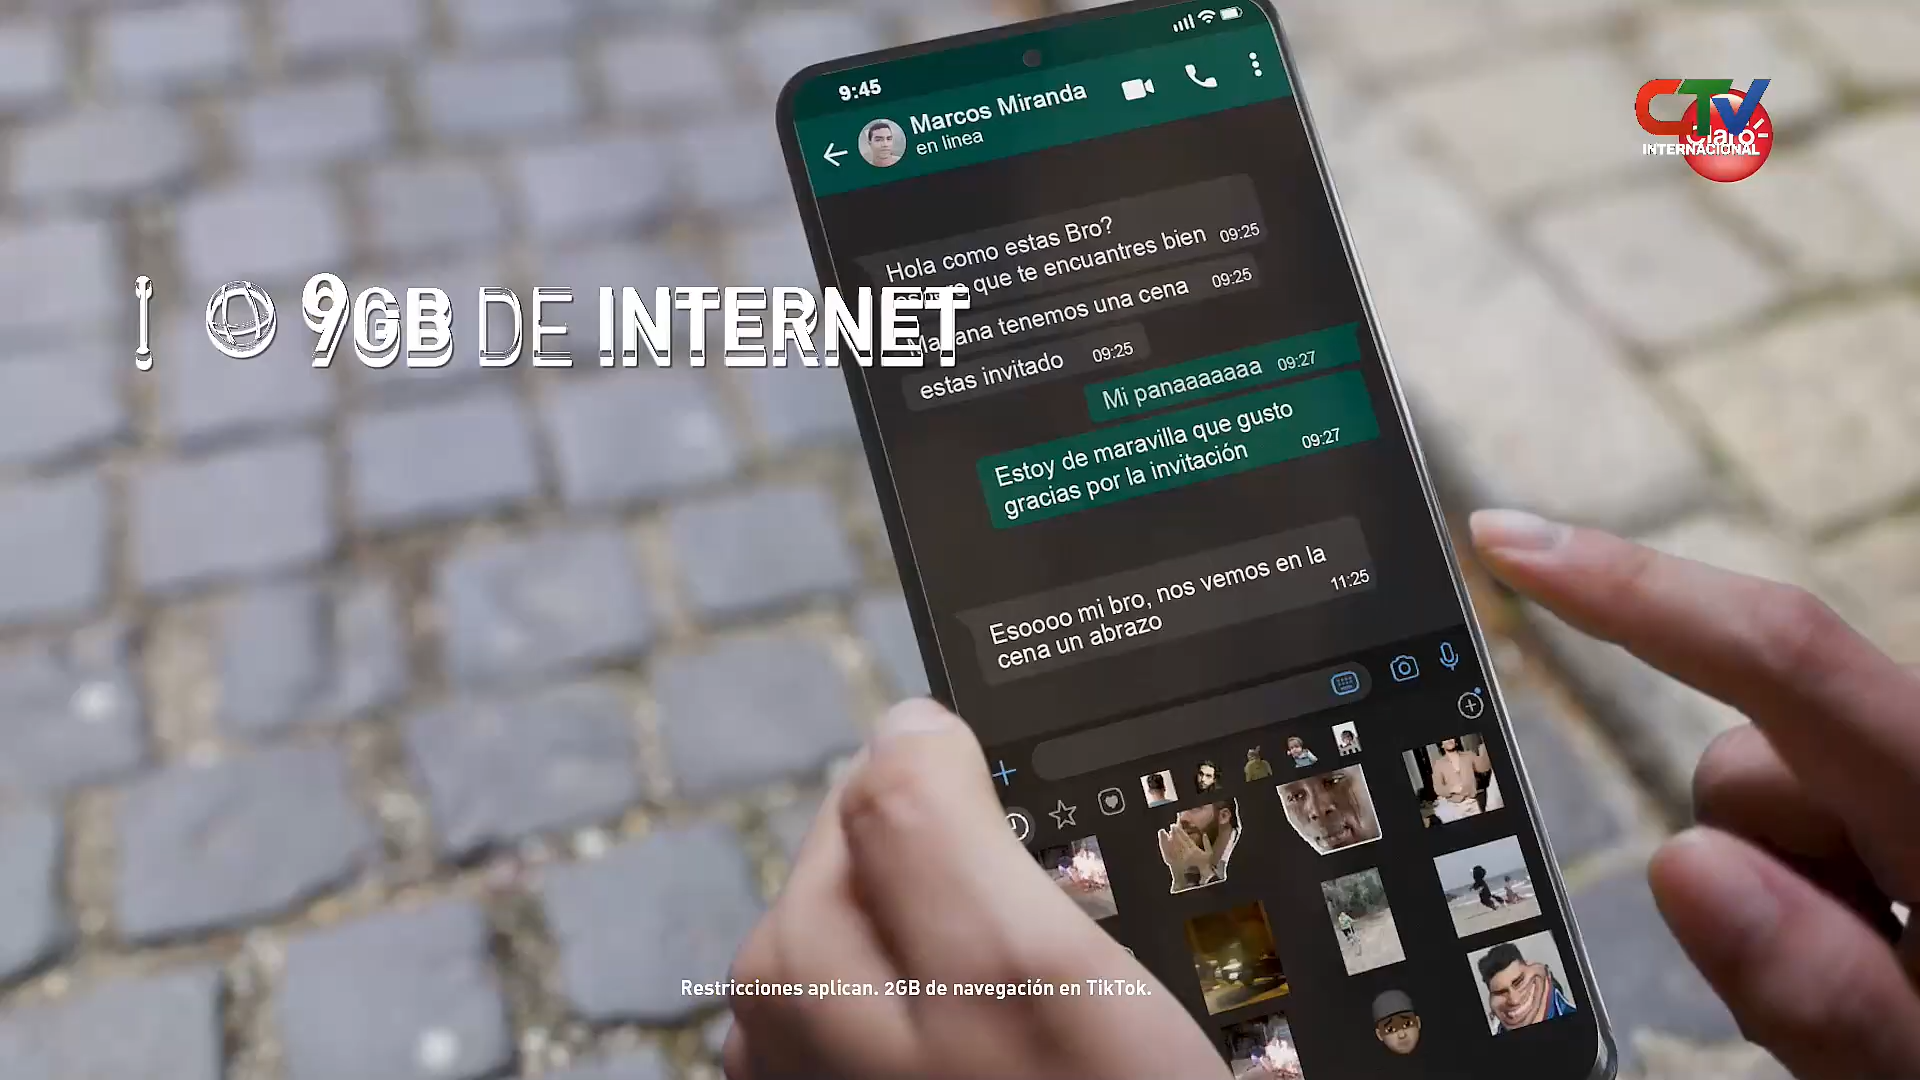 9:45
Marcos Miranda
en linea
CTV
Claro
INTERNACIONAL
Hola como estas Bro?
que te encuantres bien 09:25
tenemos una cena 09:25
estas invitado 09:25
9GB DE INTERNET
Mi panaaaaaaa 09:27
Estoy de maravilla que gusto
gracias por la invitación 09:27
Esoooo mi bro, nos vemos en la
cena un abrazo 11:25
Restricciones aplican. 2GB de navegación en TikTok.